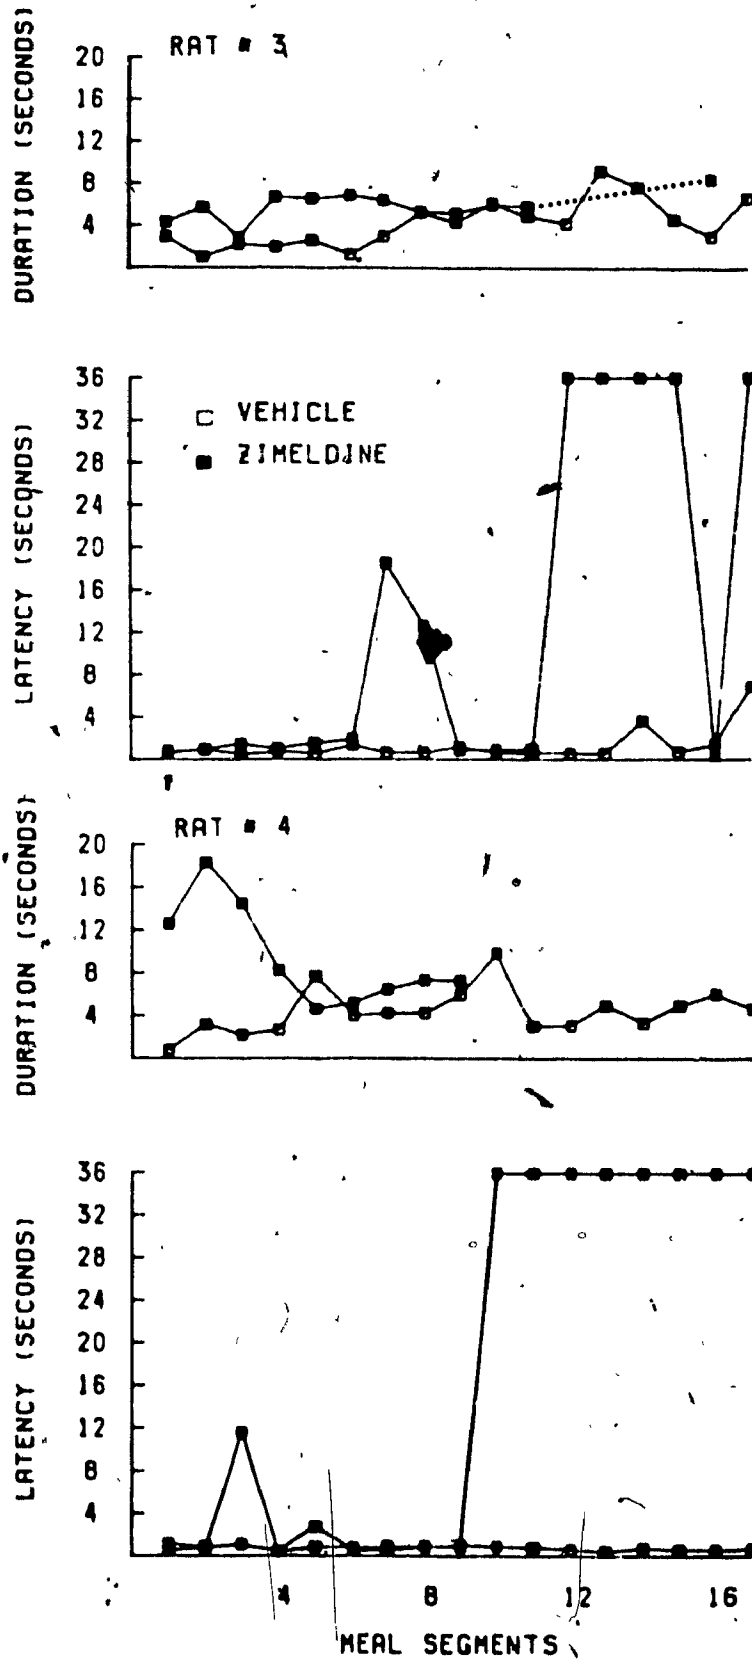 RAT # 3
DURATION (SECONDS)
20
16
12
8
4
LATENCY (SECONDS)
36
32
28
24
20
16
12
8
4
VEHICLE
ZIMELDINE
RAT # 4
DURATION (SECONDS)
20
16
12
8
4
LATENCY (SECONDS)
36
32
28
24
20
16
12
8
4
4 8 12 16
MEAL SEGMENTS